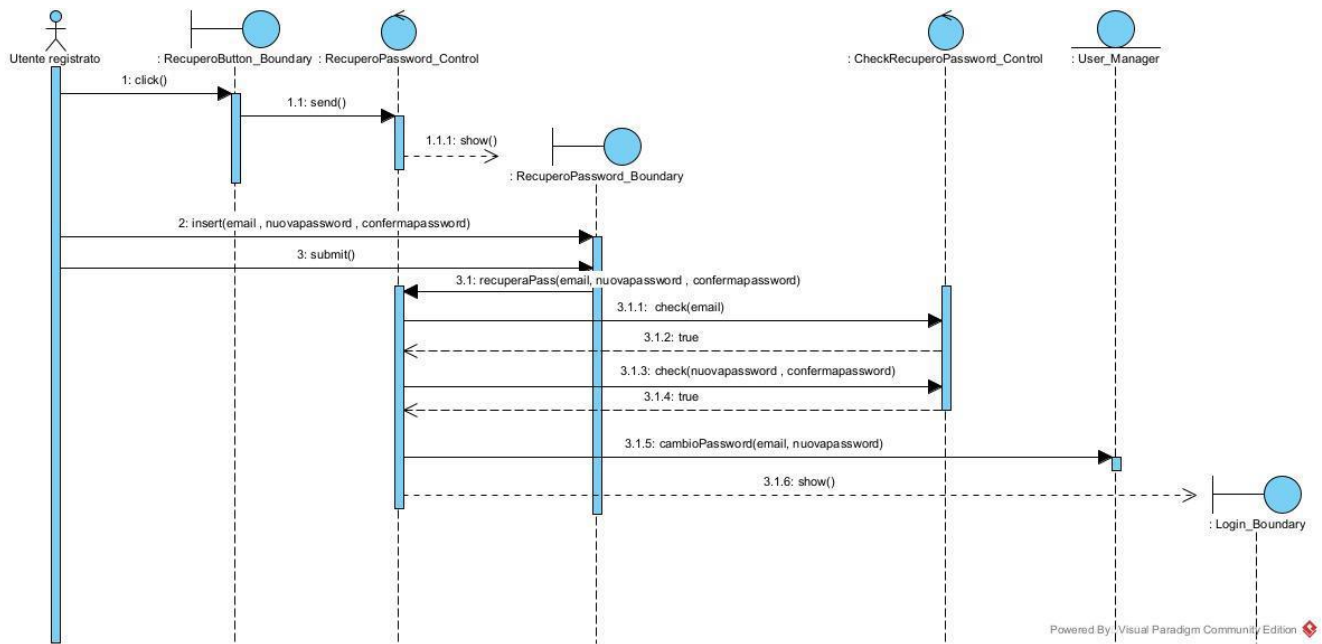 Utente registrato
: RecuperoButton_Boundary
: RecuperoPassword_Control
: CheckRecuperoPassword_Control
: User_Manager
1: click()
1.1: send()
1.1.1: show()
: RecuperoPassword_Boundary
2: insert(email , nuovapassword , confermapassword)
3: submit()
3.1: recuperaPass(email, nuovapassword , confermapassword)
3.1.1: check(email)
3.1.2: true
3.1.3: check(nuovapassword , confermapassword)
3.1.4: true
3.1.5: cambioPassword(email, nuovapassword)
3.1.6: show()
: Login_Boundary
Powered By Visual Paradigm Community Edition